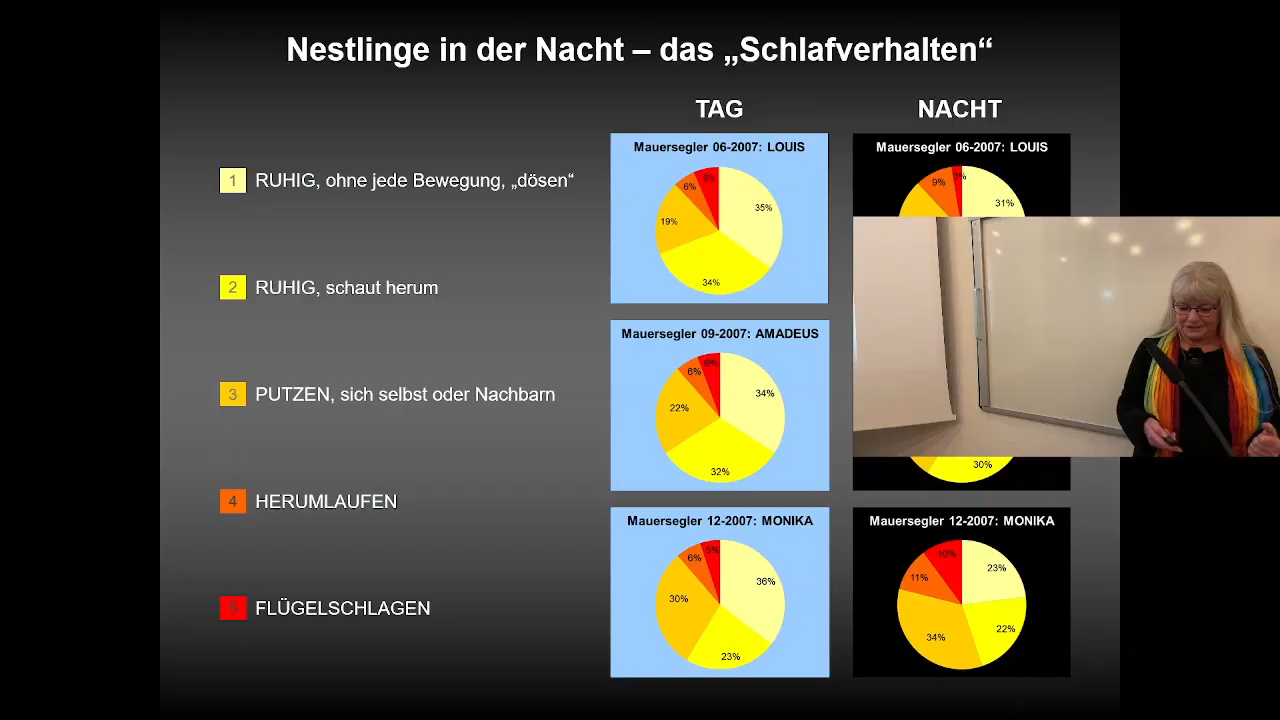 Nestlinge in der Nacht – das „Schlafverhalten“
TAG
NACHT
1 RUHIG, ohne jede Bewegung, „dösen“
2 RUHIG, schaut herum
3 PUTZEN, sich selbst oder Nachbarn
4 HERUMLAUFEN
5 FLÜGELSCHLAGEN
Mauersegler 06-2007: LOUIS
6%
35%
19%
34%
Mauersegler 06-2007: LOUIS
9%
31%
Mauersegler 09-2007: AMADEUS
6%
6%
34%
22%
32%
30%
Mauersegler 12-2007: MONIKA
6%
5%
36%
30%
23%
Mauersegler 12-2007: MONIKA
10%
11%
23%
34%
22%